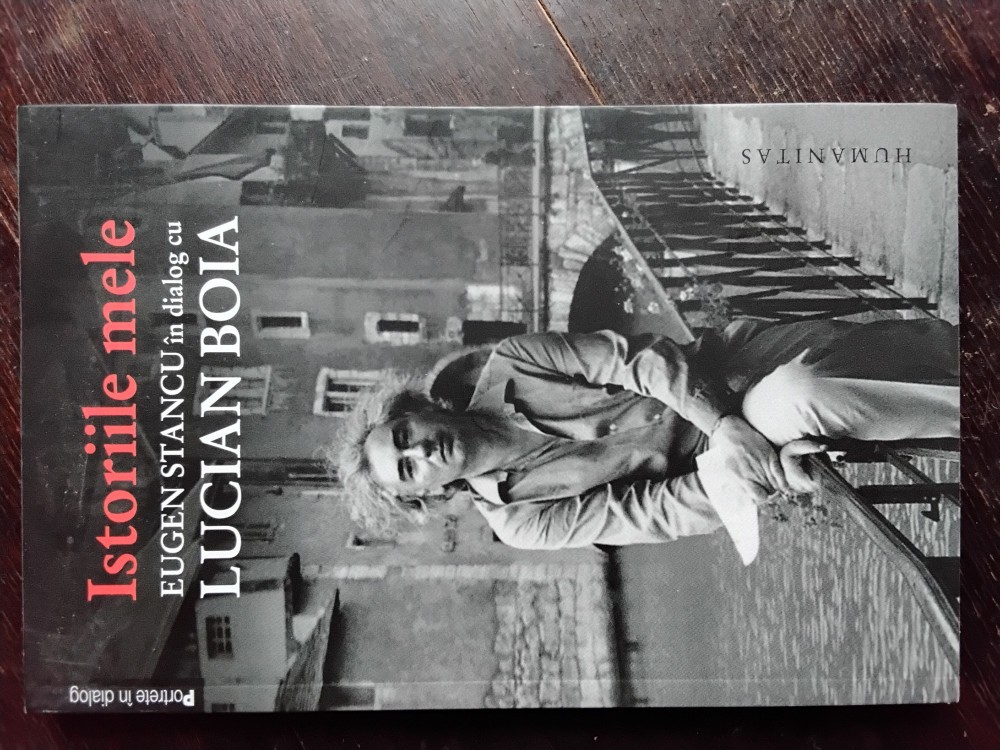 Istoriile mele
EUGEN STANCU în dialog cu
LUCIAN BOIA
Portrete în dialog
HUMANITAS